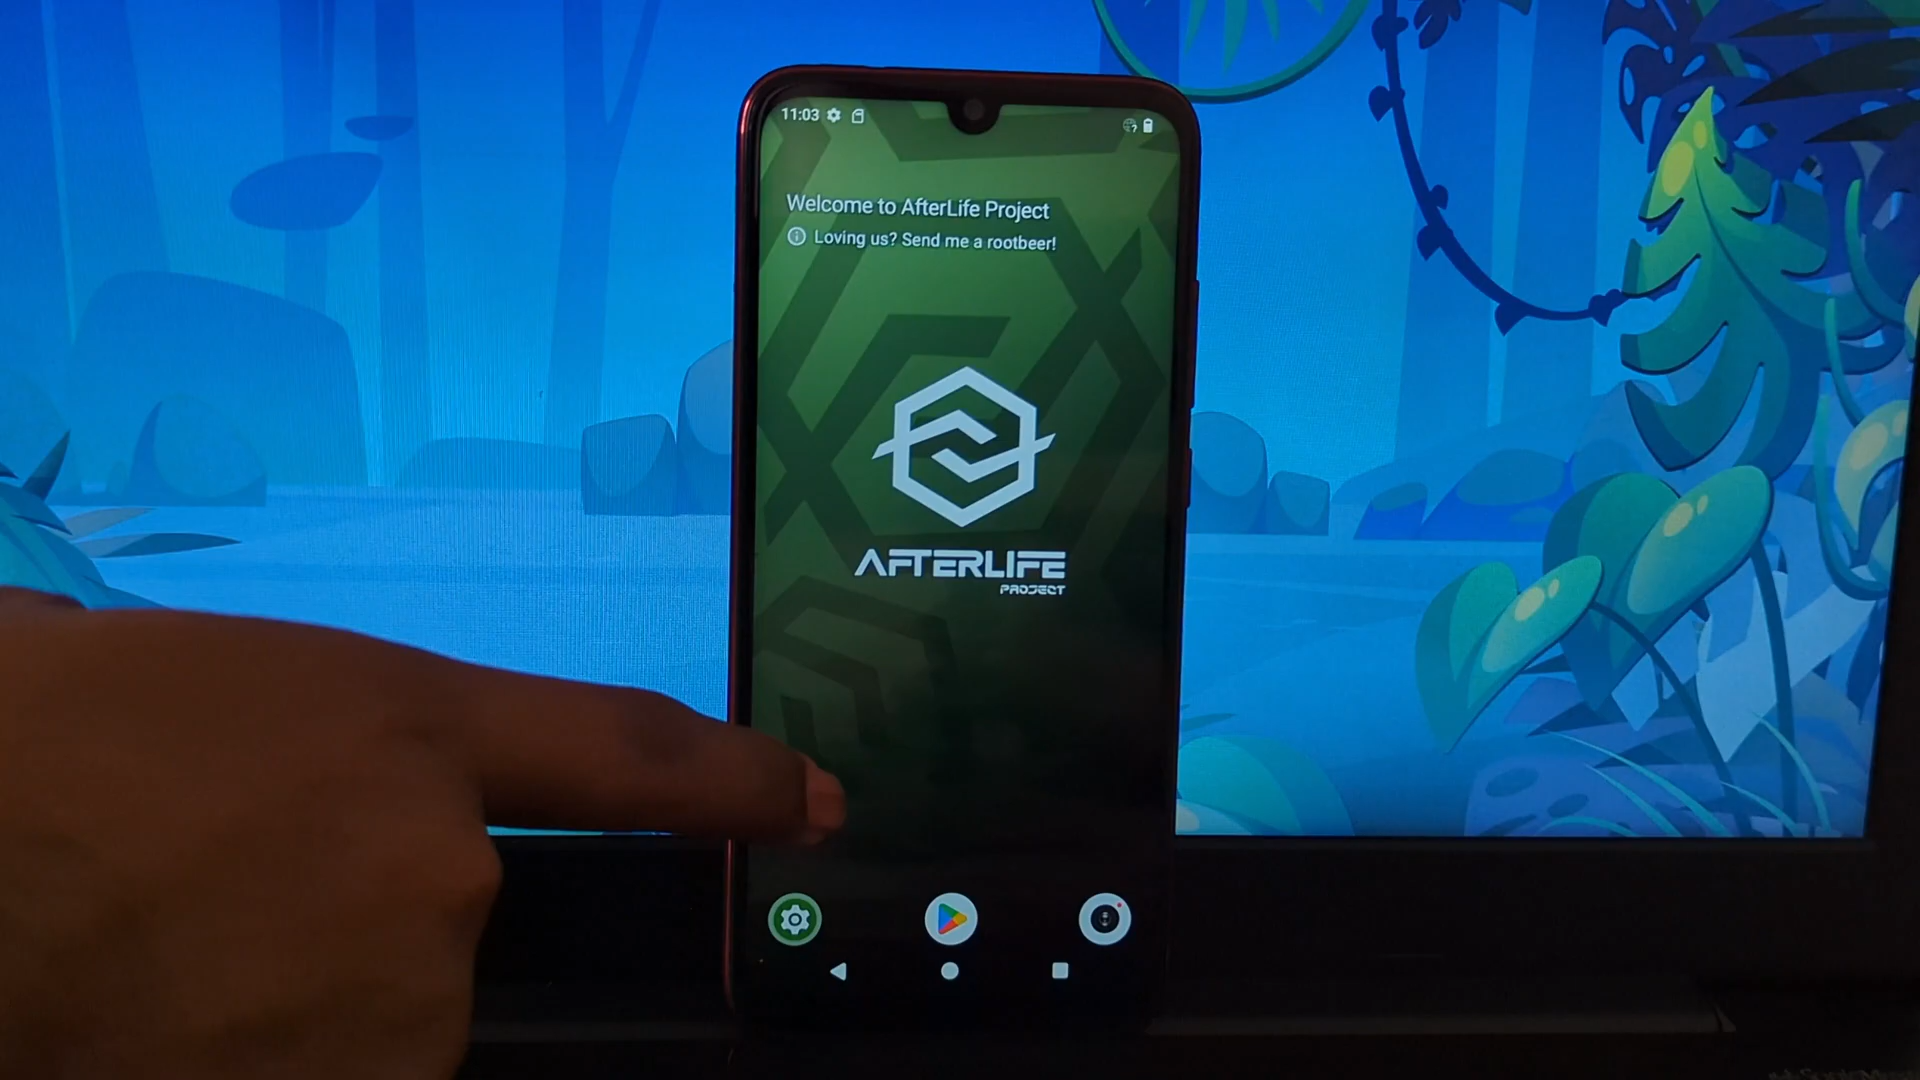 11:03
Welcome to AfterLife Project
Loving us? Send me a rootbeer!
AFTERLIFE
PROJECT